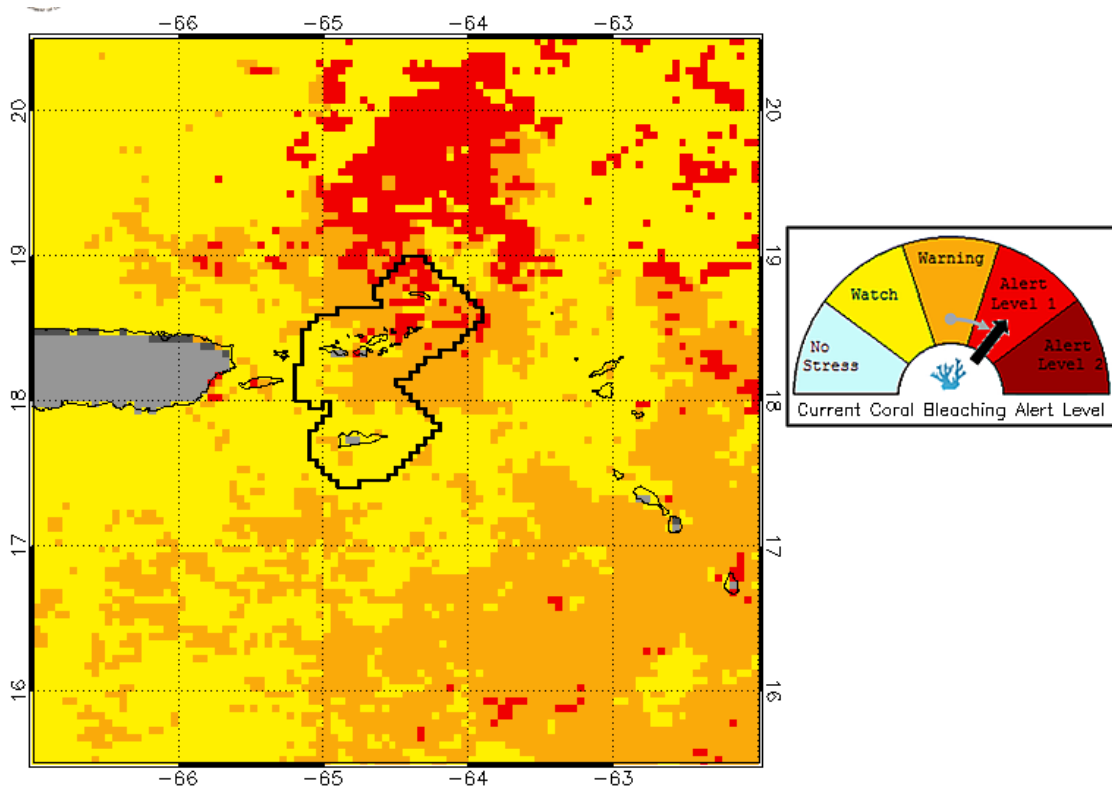 -66 -65 -64 -63
20 20
19 19
18 18
17 17
16 16
-66 -65 -64 -63
Warning
Watch
Alert
Level 1
No
Stress
Alert
Level 2
Current Coral Bleaching Alert Level